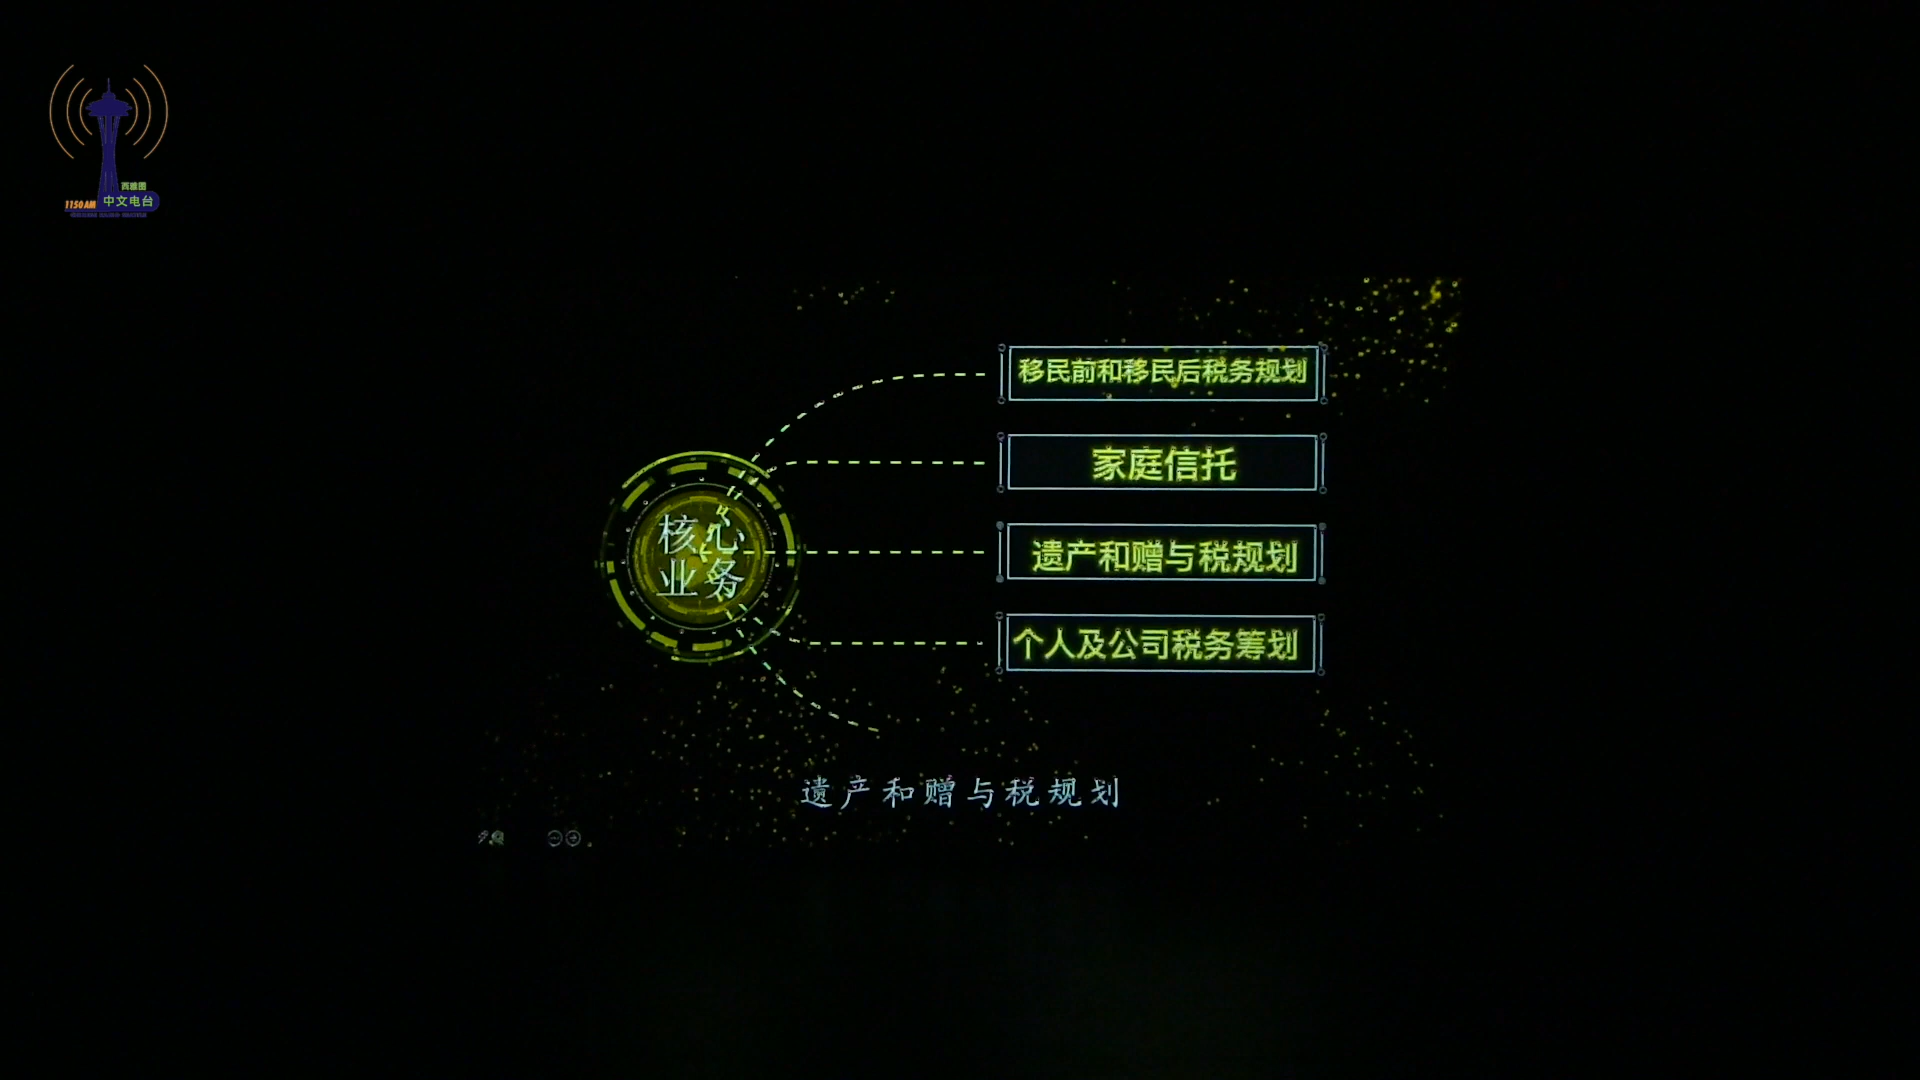 西雅图
1150AM 中文电台
移民前和移民后税务规划
家庭信托
核心
业务
遗产和赠与税规划
个人及公司税务筹划
遗产和赠与税规划